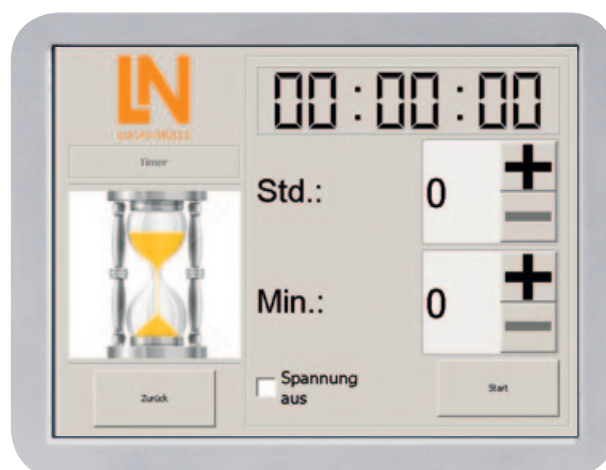 LN
LUCAS-NÜLLE
Timer
00:00:00
Std.:
0
Min.:
0
Spannung
aus
Zurück
Start